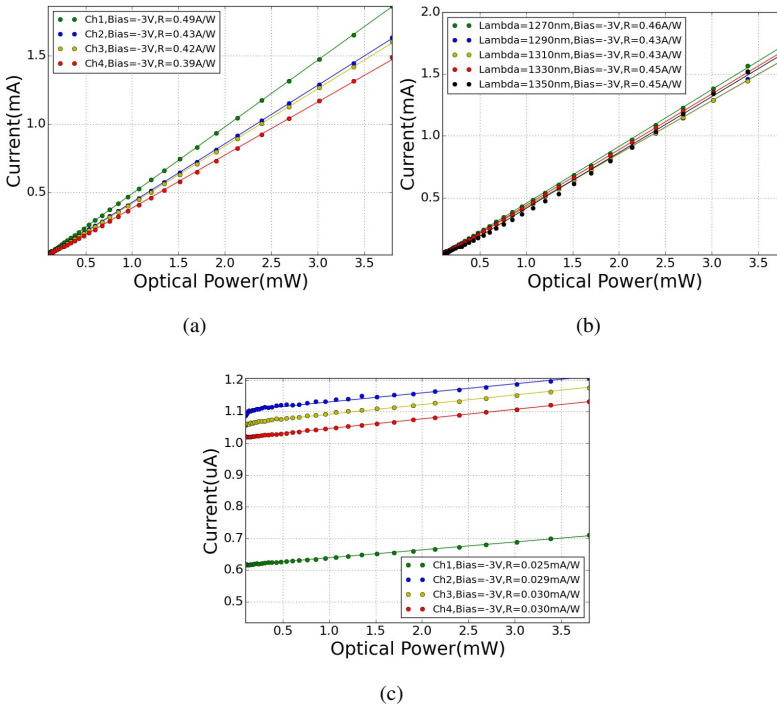 Ch1,Bias=-3V,R=0.49A/W
Ch2,Bias=-3V,R=0.43A/W
Ch3,Bias=-3V,R=0.42A/W
Ch4,Bias=-3V,R=0.39A/W
Current(mA)
1.5
1.0
0.5
0.5 1.0 1.5 2.0 2.5 3.0 3.5
Optical Power(mW)
(a)
Lambda=1270nm,Bias=-3V,R=0.46A/W
Lambda=1290nm,Bias=-3V,R=0.43A/W
Lambda=1310nm,Bias=-3V,R=0.43A/W
Lambda=1330nm,Bias=-3V,R=0.45A/W
Lambda=1350nm,Bias=-3V,R=0.45A/W
Current(mA)
2.0
1.5
1.0
0.5
0.5 1.0 1.5 2.0 2.5 3.0 3.5
Optical Power(mW)
(b)
Current(uA)
1.2
1.1
1.0
0.9
0.8
0.7
0.6
0.5
Ch1,Bias=-3V,R=0.025mA/W
Ch2,Bias=-3V,R=0.029mA/W
Ch3,Bias=-3V,R=0.030mA/W
Ch4,Bias=-3V,R=0.030mA/W
0.5 1.0 1.5 2.0 2.5 3.0 3.5
Optical Power(mW)
(c)